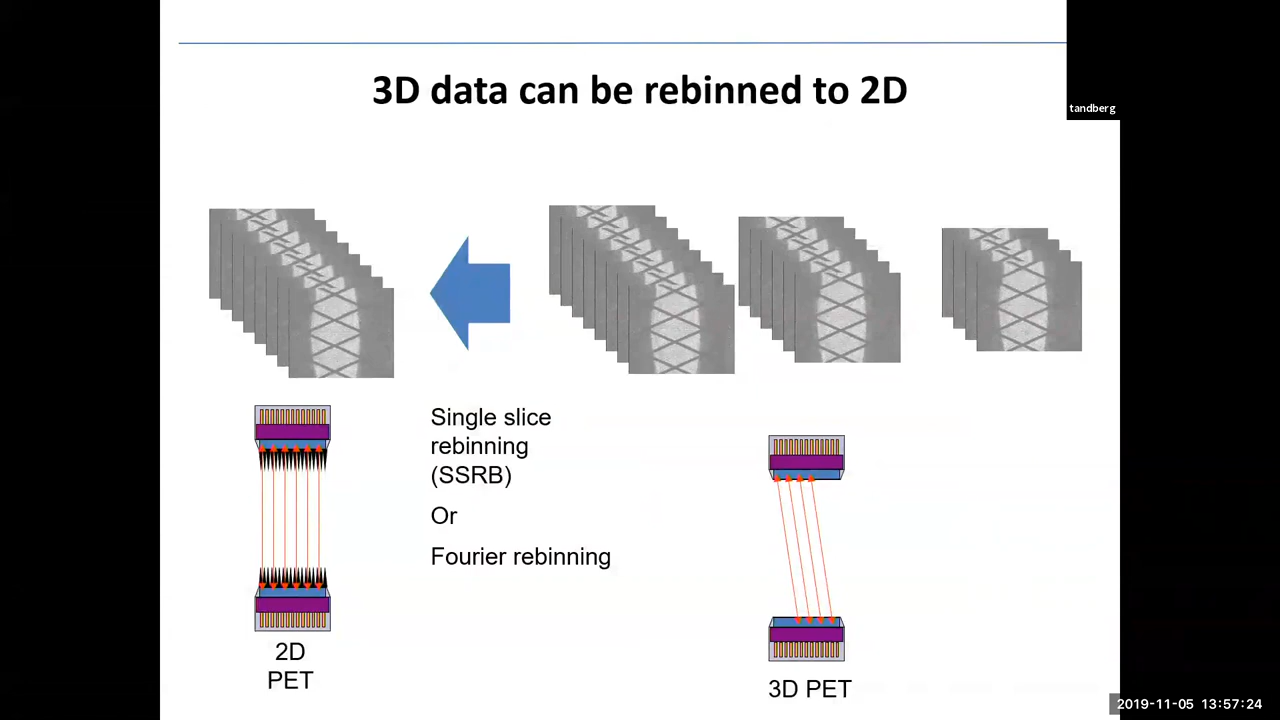 3D data can be rebinned to 2D
tandberg
Single slice
rebinning
(SSRB)
Or
Fourier rebinning
2D
PET
3D PET
2019-11-05 13:57:24